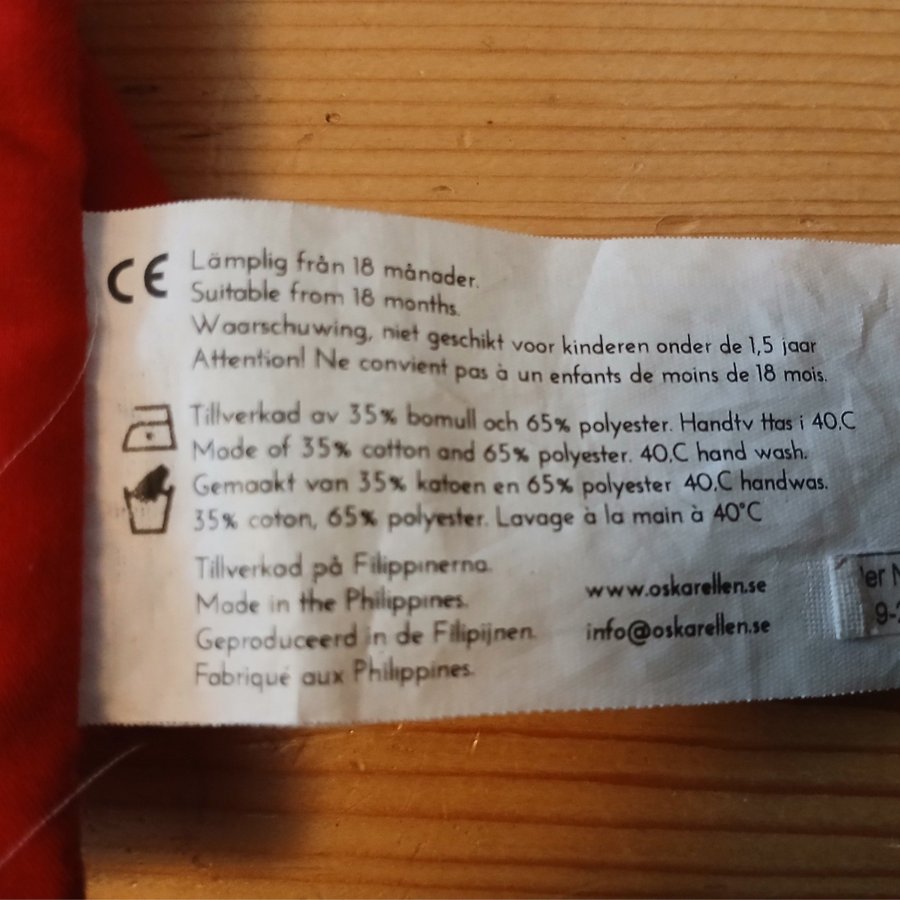 CE
Lämplig från 18 månader.
Suitable from 18 months.
Waarschuwing, niet geschikt voor kinderen onder de 1,5 jaar
Attention! Ne convient pas à un enfants de moins de 18 mois.
Tillverkad av 35% bomull och 65% polyester. Handtv ttas i 40,C
Made of 35% cotton and 65% polyester. 40,C hand wash.
Gemaakt van 35% katoen en 65% polyester 40,C handwas.
35% coton, 65% polyester. Lavage à la main à 40°C
Tillverkad på Filippinerna.
Made in the Philippines.
Geproduceerd in de Filipijnen.
Fabriqué aux Philippines.
www.oskarellen.se
info@oskarellen.se